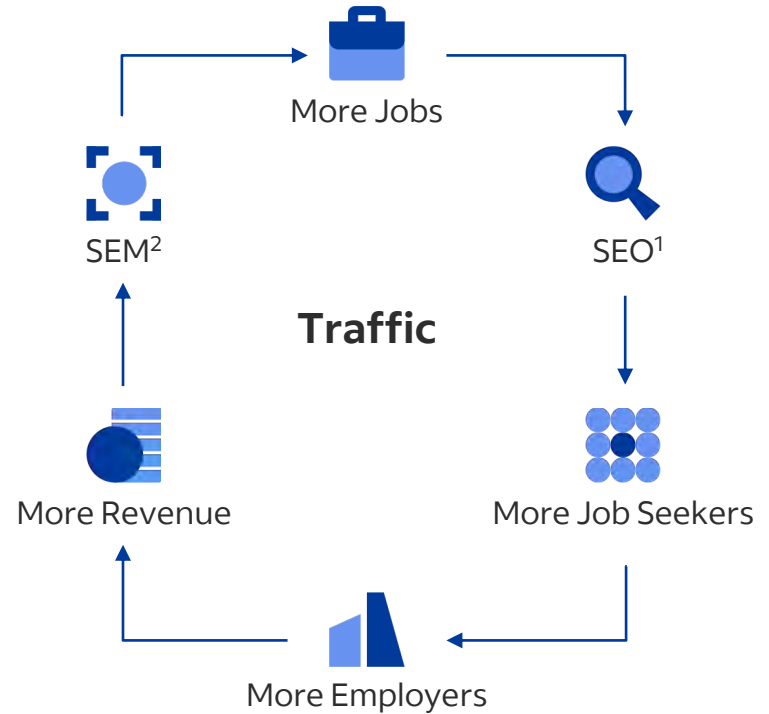 More Jobs
SEM²
SEO¹
Traffic
More Revenue
More Job Seekers
More Employers